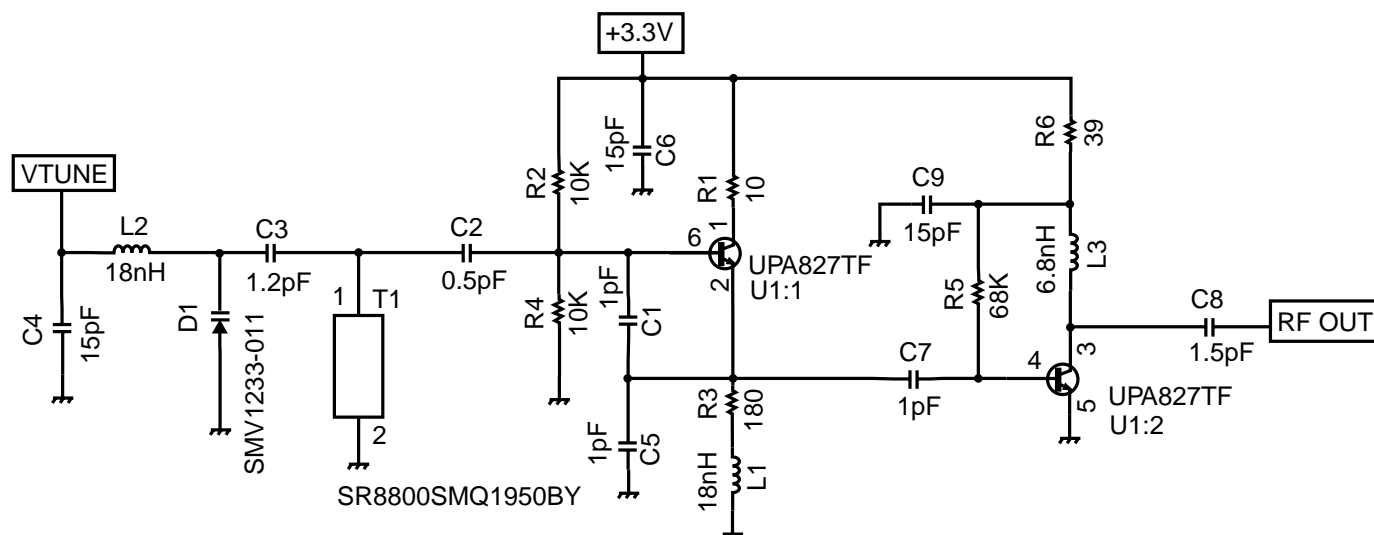 +3.3V
VTUNE
L2
18nH
C4
15pF
D1
SMV1233-011
C3
1.2pF
1
T1
2
SR8800SMQ1950BY
C2
0.5pF
R2
10K
R4
10K
15pF
C6
R1
10
1
6
2
UPA827TF
U1:1
1pF
C1
1pF
C5
R3
180
18nH
L1
C7
1pF
C9
15pF
R5
68K
R6
39
6.8nH
L3
4
3
5
UPA827TF
U1:2
C8
1.5pF
RF OUT